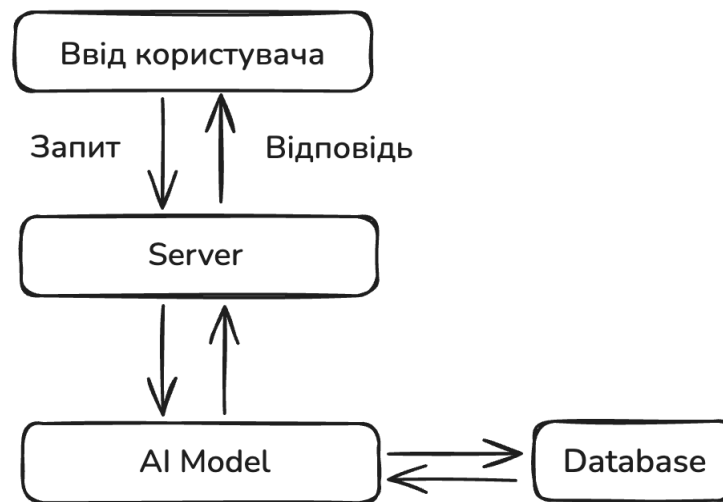 Ввід користувача
Запит
Відповідь
Server
AI Model
Database